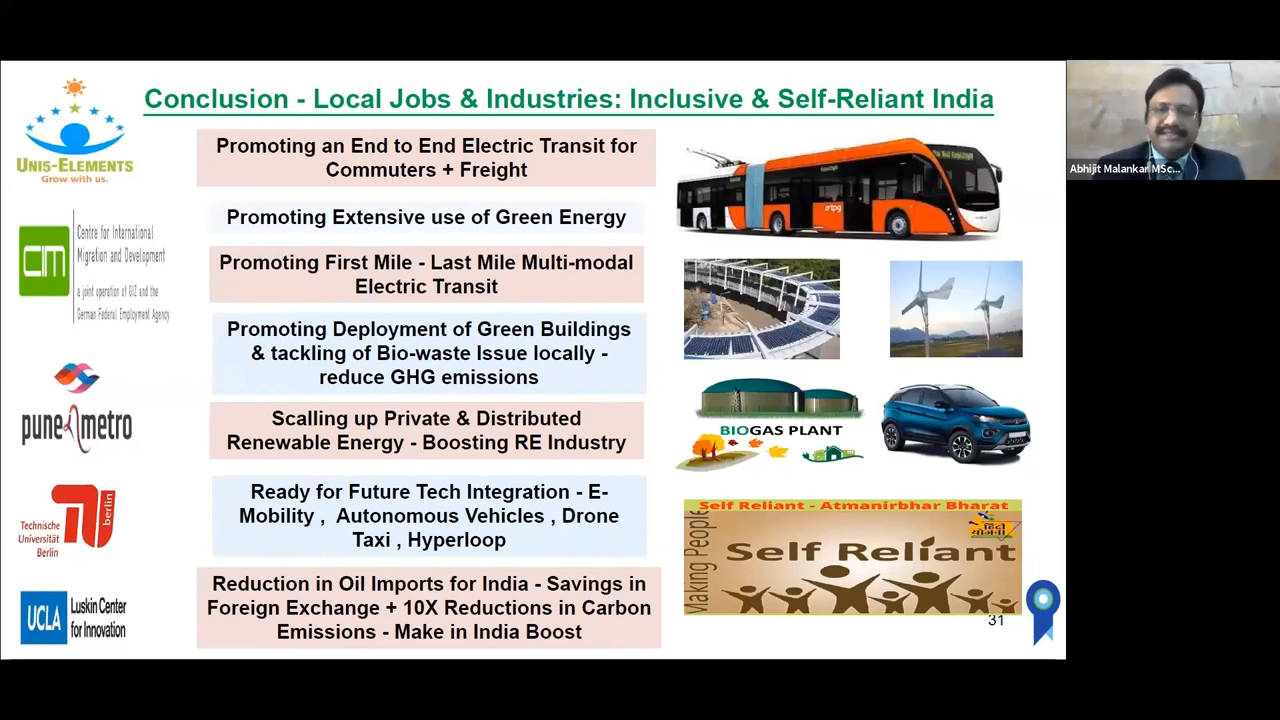 Conclusion - Local Jobs & Industries: Inclusive & Self-Reliant India
UNI5-ELEMENTS
Grow with us.
CIM
Centre for International
Migration and Development
a joint operation of GIZ and the
German Federal Employment Agency
pune metro
Technische
Universität
Berlin
berlin
UCLA
Luskin Center
for Innovation
Promoting an End to End Electric Transit for
Commuters + Freight
Promoting Extensive use of Green Energy
Promoting First Mile - Last Mile Multi-modal
Electric Transit
Promoting Deployment of Green Buildings
& tackling of Bio-waste Issue locally -
reduce GHG emissions
Scalling up Private & Distributed
Renewable Energy - Boosting RE Industry
Ready for Future Tech Integration - E-
Mobility , Autonomous Vehicles , Drone
Taxi , Hyperloop
Reduction in Oil Imports for India - Savings in
Foreign Exchange + 10X Reductions in Carbon
Emissions - Make in India Boost
tpg
BIOGAS PLANT
Self Reliant - Atmanirbhar Bharat
हिंदी
योजना
Making People
Self Reliant
31
Abhijit Malankar MSc...